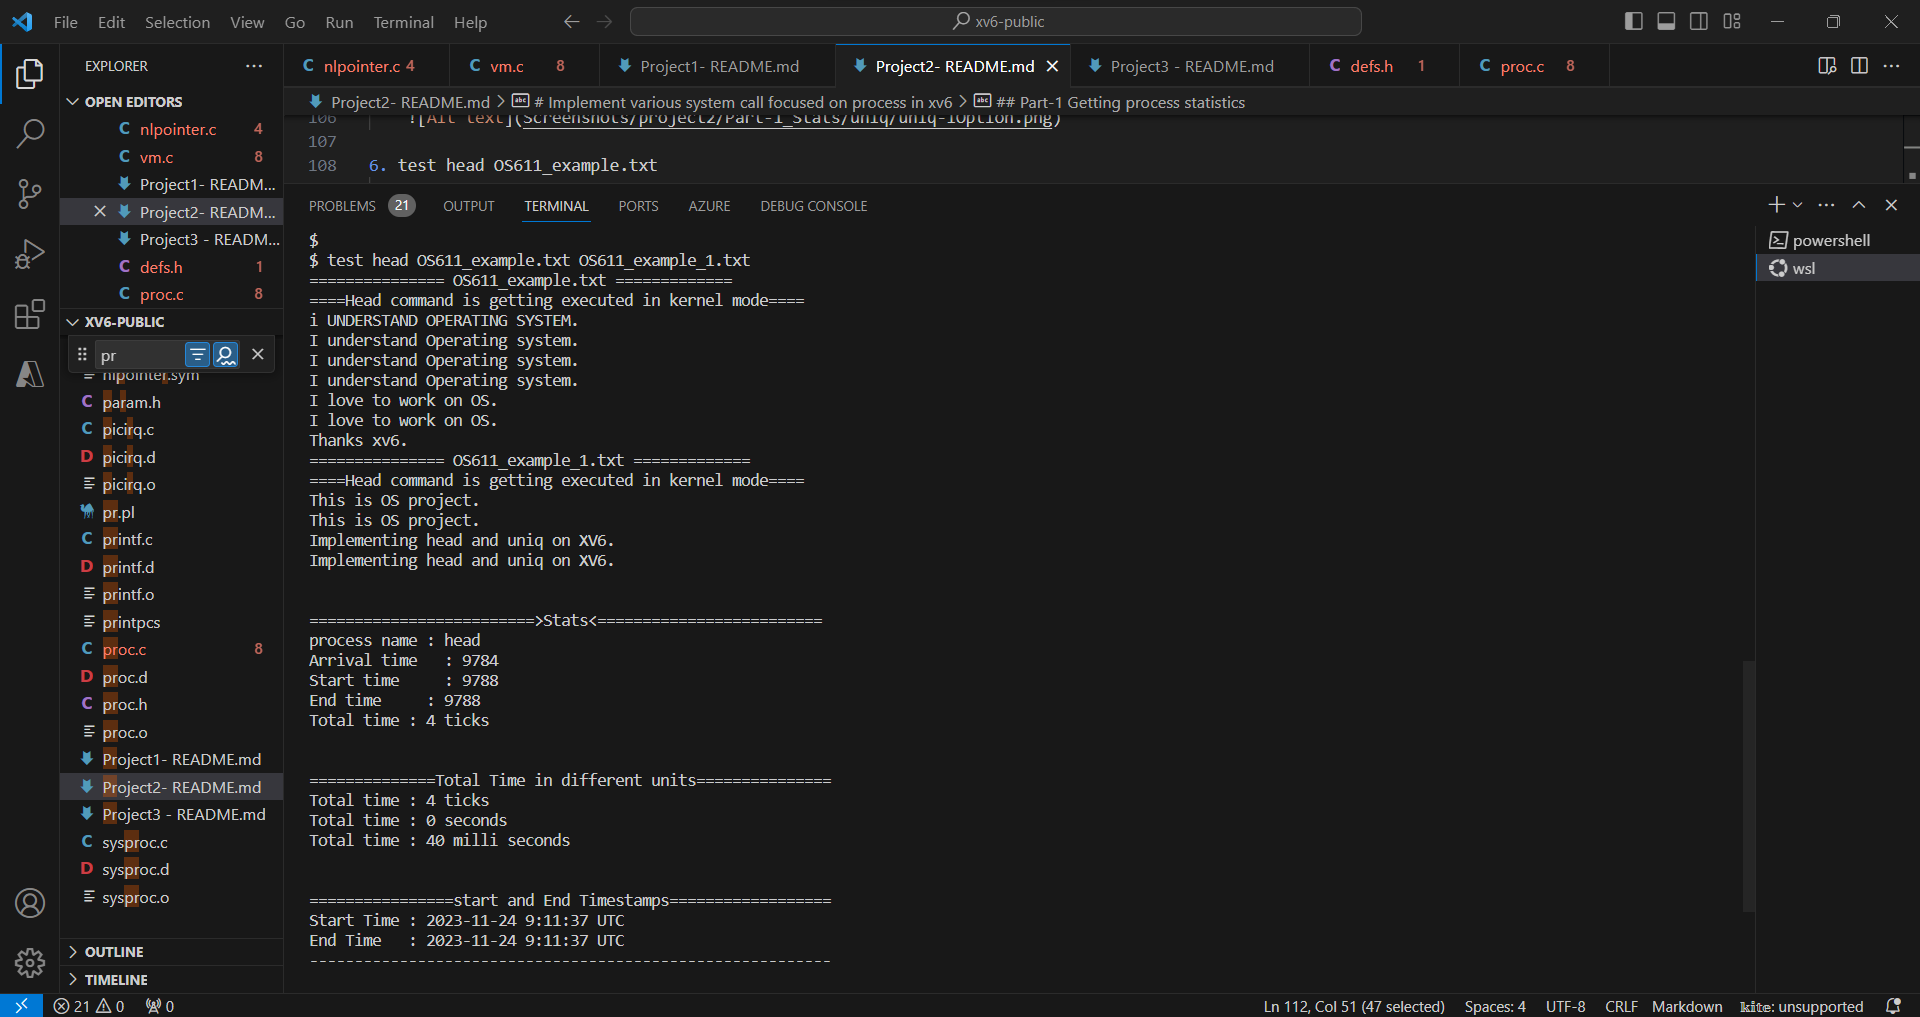 File Edit Selection View Go Run Terminal Help
xv6-public
EXPLORER
OPEN EDITORS
nlpointer.c 4
vm.c 8
Project1- READM...
Project2- READM...
Project3 - READM...
defs.h 1
proc.c 8
XV6-PUBLIC
pr
nlpointer.sym
param.h
picirq.c
picirq.d
picirq.o
pr.pl
printf.c
printf.d
printf.o
printpcs
proc.c 8
proc.d
proc.h
proc.o
Project1- README.md
Project2- README.md
Project3 - README.md
sysproc.c
sysproc.d
sysproc.o
OUTLINE
TIMELINE
nlpointer.c 4 vm.c 8 Project1- README.md Project2- README.md Project3 - README.md defs.h 1 proc.c 8
Project2- README.md > # Implement various system call focused on process in xv6 > ## Part-1 Getting process statistics
106 ![Alt text](Screenshots/project2/Part-1_Stats/uniq/uniq-iOption.png)
107
108 6. test head OS611_example.txt
PROBLEMS 21 OUTPUT TERMINAL PORTS AZURE DEBUG CONSOLE
powershell
wsl
$
$ test head OS611_example.txt OS611_example_1.txt
=============== OS611_example.txt =============
====Head command is getting executed in kernel mode====
i UNDERSTAND OPERATING SYSTEM.
I understand Operating system.
I understand Operating system.
I understand Operating system.
I love to work on OS.
I love to work on OS.
Thanks xv6.
=============== OS611_example_1.txt =============
====Head command is getting executed in kernel mode====
This is OS project.
This is OS project.
Implementing head and uniq on XV6.
Implementing head and uniq on XV6.
=========================>Stats<=========================
process name : head
Arrival time   : 9784
Start time     : 9788
End time     : 9788
Total time : 4 ticks
==============Total Time in different units===============
Total time : 4 ticks
Total time : 0 seconds
Total time : 40 milli seconds
================start and End Timestamps==================
Start Time : 2023-11-24 9:11:37 UTC
End Time   : 2023-11-24 9:11:37 UTC
----------------------------------------------------------
21 0 0 Ln 112, Col 51 (47 selected) Spaces: 4 UTF-8 CRLF Markdown kite: unsupported